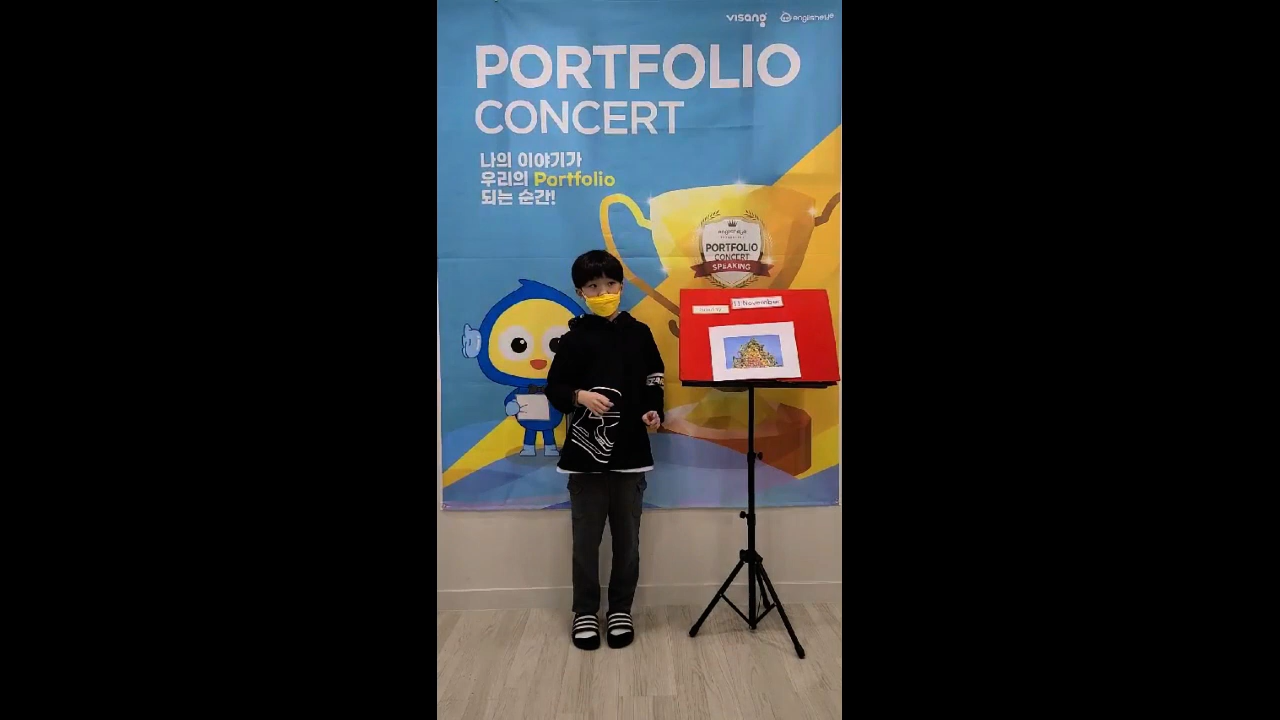 visang
englisheye
PORTFOLIO
CONCERT
나의 이야기가
우리의 Portfolio
되는 순간!
PORTFOLIO
CONCERT
SPEAKING
11 November